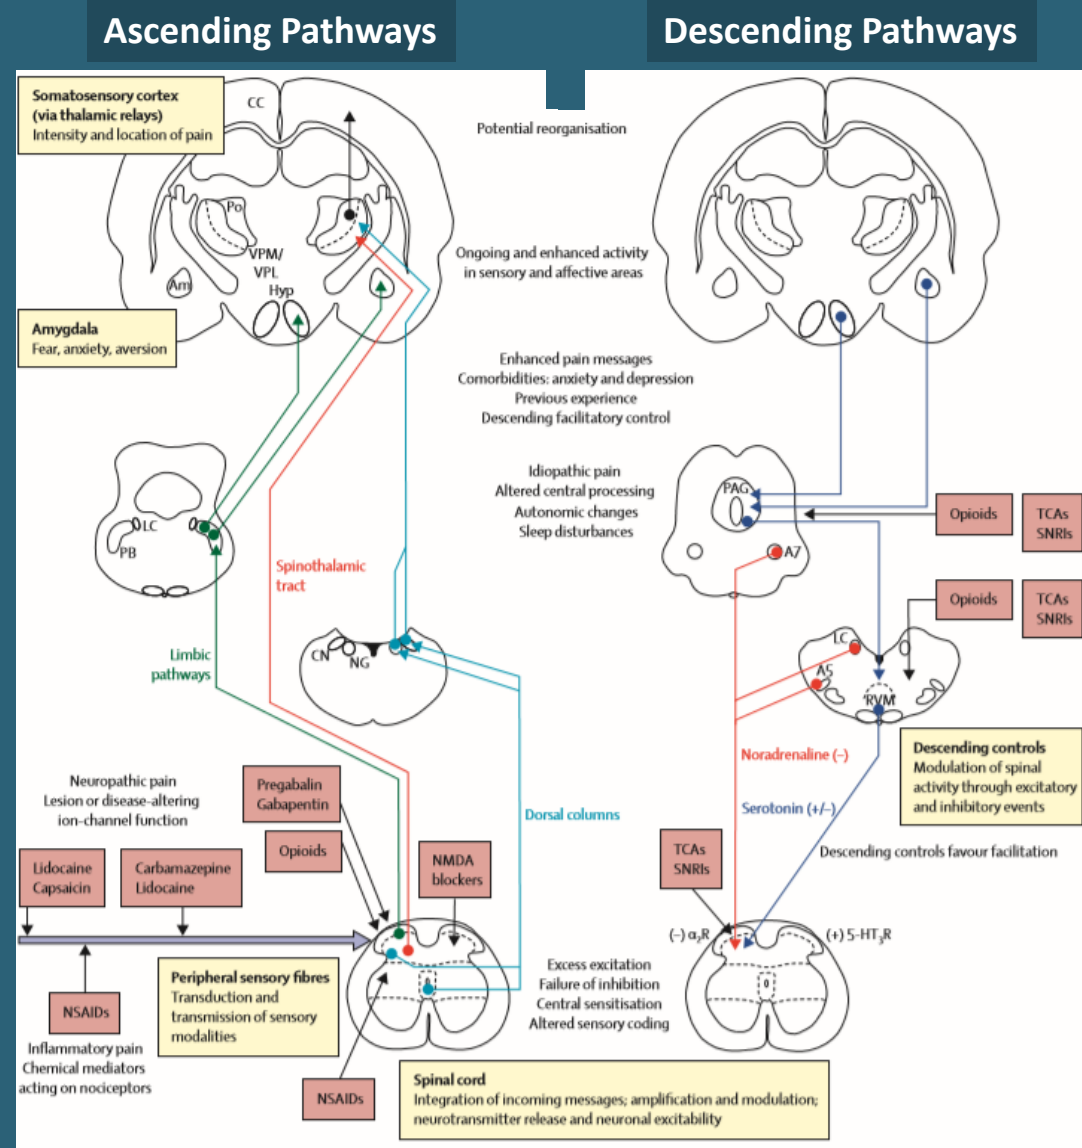 Ascending Pathways
Descending Pathways
Somatosensory cortex
(via thalamic relays)
Intensity and location of pain
CC
Potential reorganisation
Po
VPM/
VPL
Hyp
Am
Ongoing and enhanced activity
in sensory and affective areas
Amygdala
Fear, anxiety, aversion
Enhanced pain messages
Comorbidities: anxiety and depression
Previous experience
Descending facilitatory control
Idiopathic pain
Altered central processing
Autonomic changes
Sleep disturbances
LC
PB
Spinothalamic
tract
Limbic
pathways
CN
NG
PAG
A7
Opioids
TCAs
SNRIs
Opioids
TCAs
SNRIs
LC
A5
RVM
Noradrenaline (–)
Serotonin (+/–)
Descending controls
Modulation of spinal
activity through excitatory
and inhibitory events
Descending controls favour facilitation
Neuropathic pain
Lesion or disease-altering
ion-channel function
Pregabalin
Gabapentin
Opioids
Dorsal columns
NMDA
blockers
Lidocaine
Capsaicin
Carbamazepine
Lidocaine
TCAs
SNRIs
(–) α₂R
(+) 5-HT₃R
Peripheral sensory fibres
Transduction and
transmission of sensory
modalities
NSAIDs
Inflammatory pain
Chemical mediators
acting on nociceptors
Excess excitation
Failure of inhibition
Central sensitisation
Altered sensory coding
NSAIDs
Spinal cord
Integration of incoming messages; amplification and modulation;
neurotransmitter release and neuronal excitability